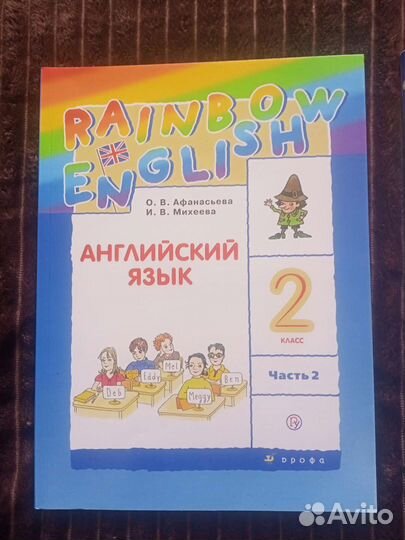 RAINBOW
ENGLISH
О. В. Афанасьева
И. В. Михеева
АНГЛИЙСКИЙ
ЯЗЫК
2
КЛАСС
Часть 2
Mel
Eddy
Ben
Deb
Meggy
дрофа
Avito